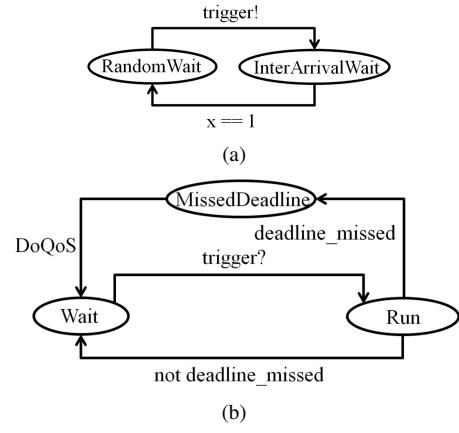 trigger!
RandomWait
InterArrivalWait
x == 1
(a)
MissedDeadline
DoQoS
deadline_missed
trigger?
Wait
Run
not deadline_missed
(b)